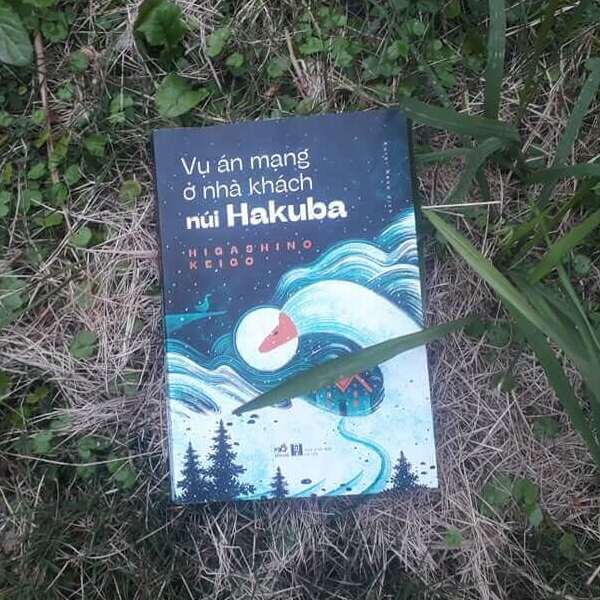 Vụ án mạng
ở nhà khách
núi Hakuba
HIGASHINO
KEIGO